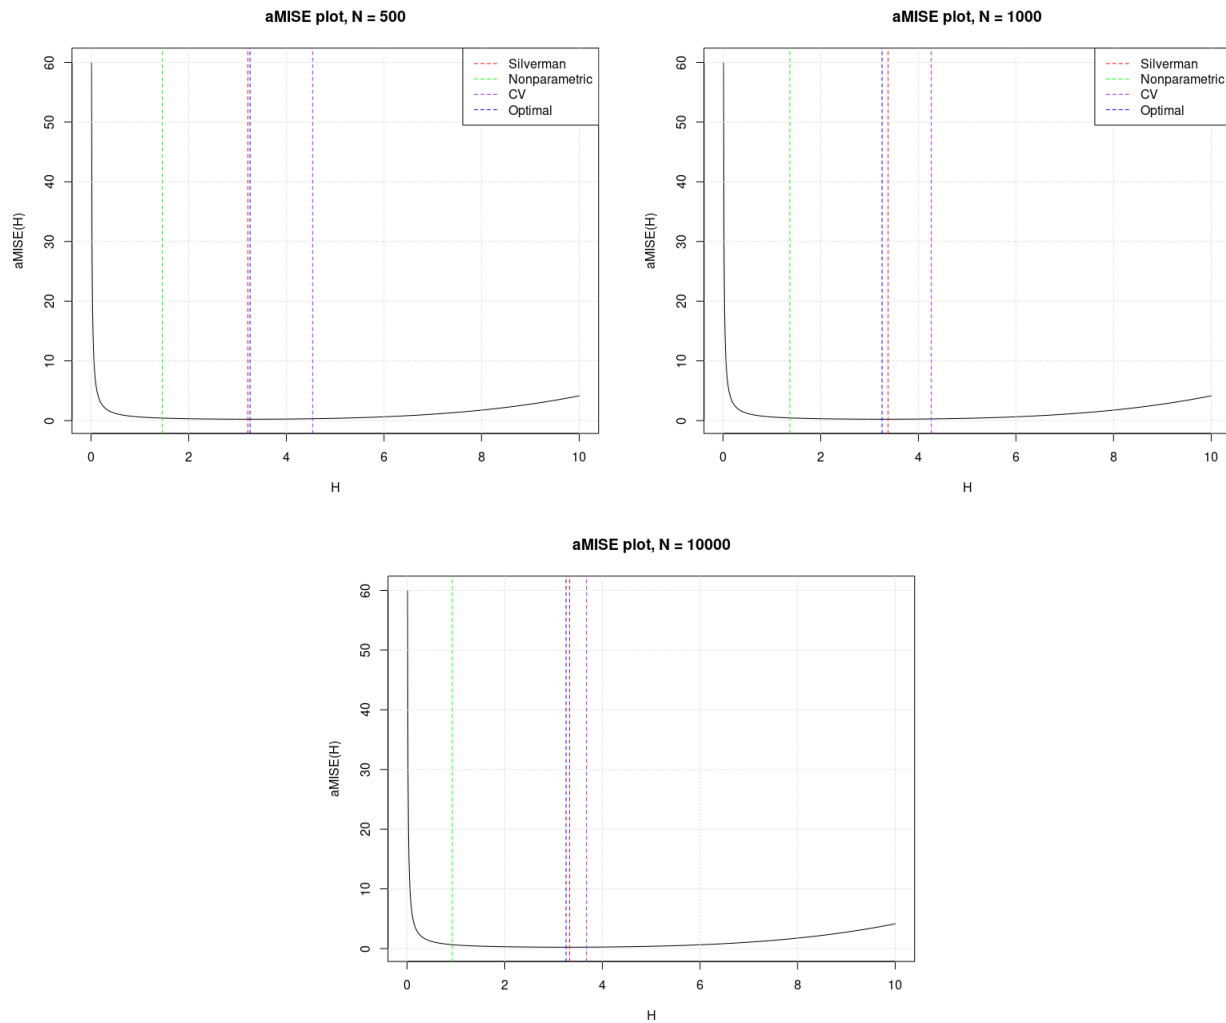 aMISE plot, N = 500
60
50
40
30
20
10
0
aMISE(H)
0 2 4 6 8 10
H
Silverman
Nonparametric
CV
Optimal
aMISE plot, N = 1000
60
50
40
30
20
10
0
aMISE(H)
0 2 4 6 8 10
H
Silverman
Nonparametric
CV
Optimal
aMISE plot, N = 10000
60
50
40
30
20
10
0
aMISE(H)
0 2 4 6 8 10
H